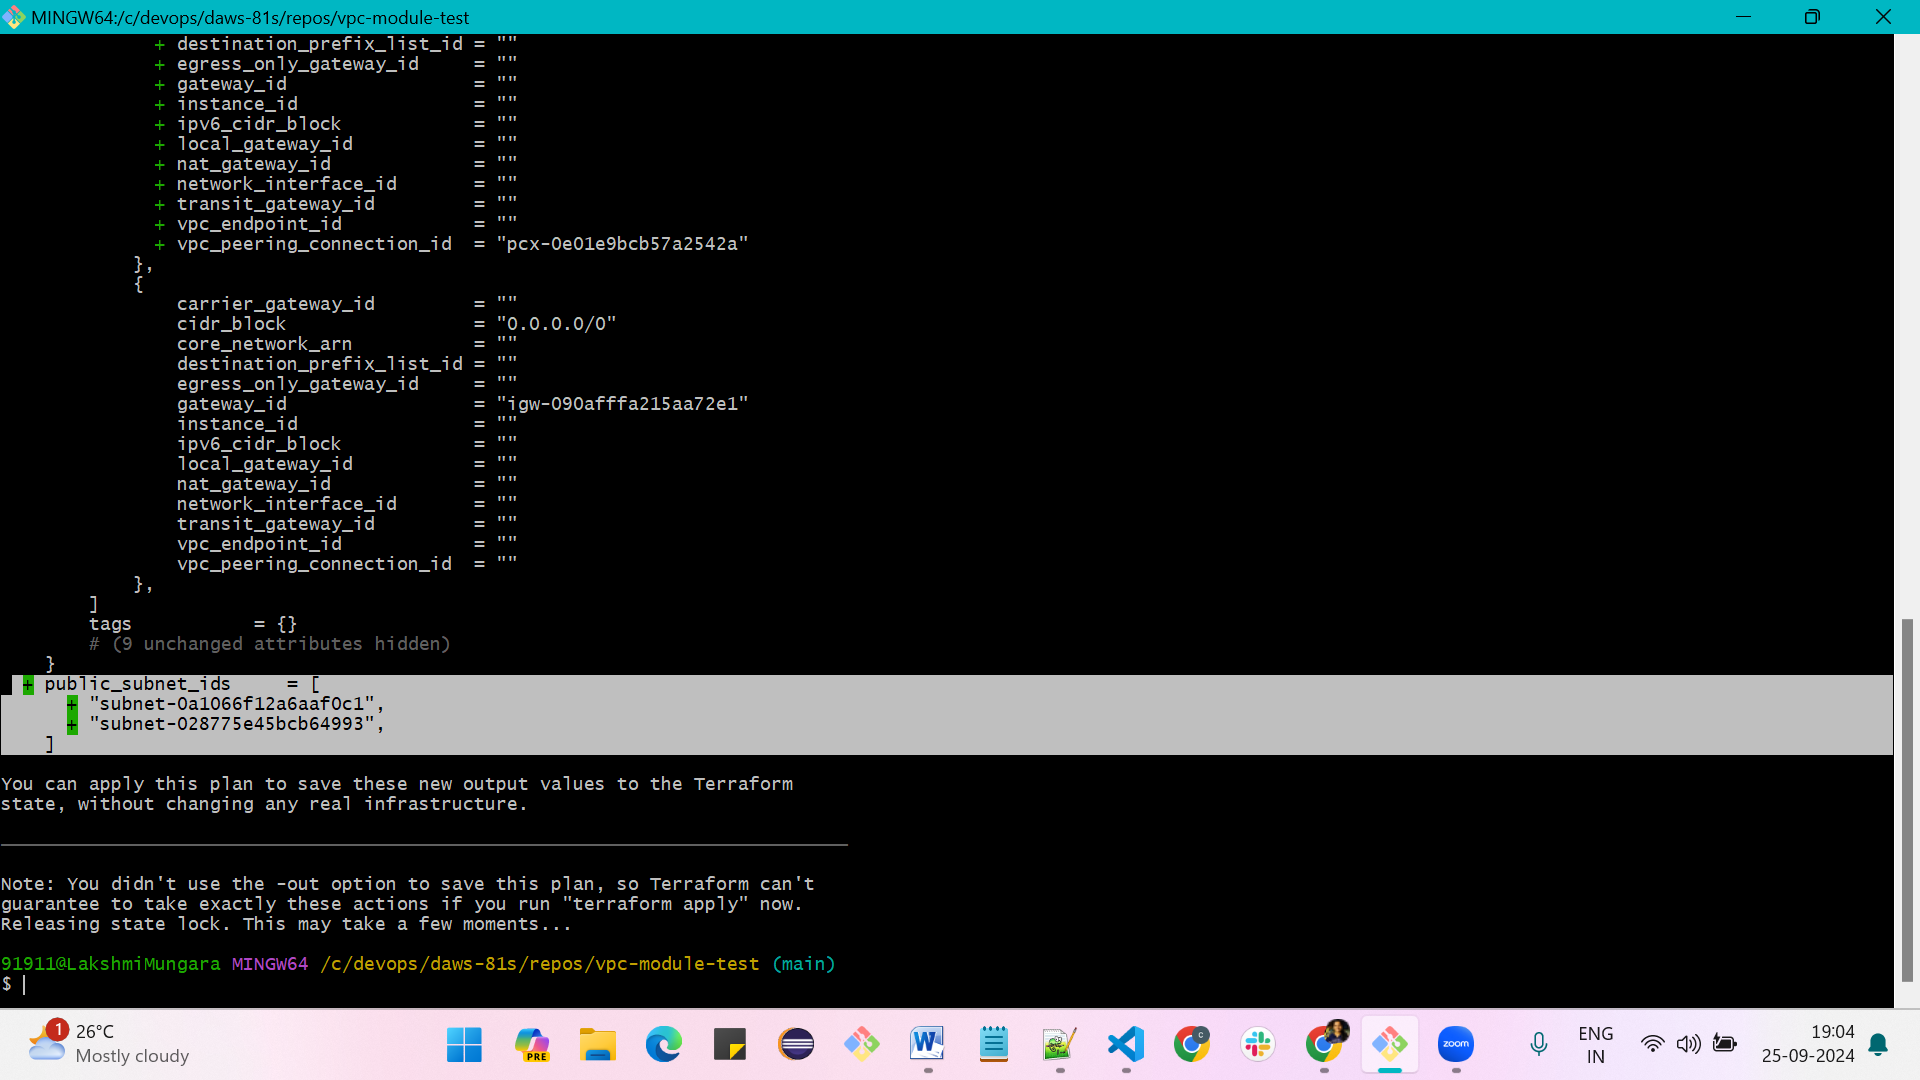 MINGW64:/c/devops/daws-81s/repos/vpc-module-test
+ destination_prefix_list_id = ""
+ egress_only_gateway_id     = ""
+ gateway_id                 = ""
+ instance_id                = ""
+ ipv6_cidr_block            = ""
+ local_gateway_id           = ""
+ nat_gateway_id             = ""
+ network_interface_id       = ""
+ transit_gateway_id         = ""
+ vpc_endpoint_id            = ""
+ vpc_peering_connection_id  = "pcx-0e01e9bcb57a2542a"
},
{
carrier_gateway_id         = ""
cidr_block                 = "0.0.0.0/0"
core_network_arn           = ""
destination_prefix_list_id = ""
egress_only_gateway_id     = ""
gateway_id                 = "igw-090afffa215aa72e1"
instance_id                = ""
ipv6_cidr_block            = ""
local_gateway_id           = ""
nat_gateway_id             = ""
network_interface_id       = ""
transit_gateway_id         = ""
vpc_endpoint_id            = ""
vpc_peering_connection_id  = ""
},
]
tags           = {}
# (9 unchanged attributes hidden)
}
+ public_subnet_ids     = [
+ "subnet-0a1066f12a6aaf0c1",
+ "subnet-028775e45bcb64993",
]
You can apply this plan to save these new output values to the Terraform
state, without changing any real infrastructure.
Note: You didn't use the -out option to save this plan, so Terraform can't
guarantee to take exactly these actions if you run "terraform apply" now.
Releasing state lock. This may take a few moments...
91911@LakshmiMungara MINGW64 /c/devops/daws-81s/repos/vpc-module-test (main)
$
1
26°C
Mostly cloudy
PRE
W
C
zoom
ENG
IN
19:04
25-09-2024